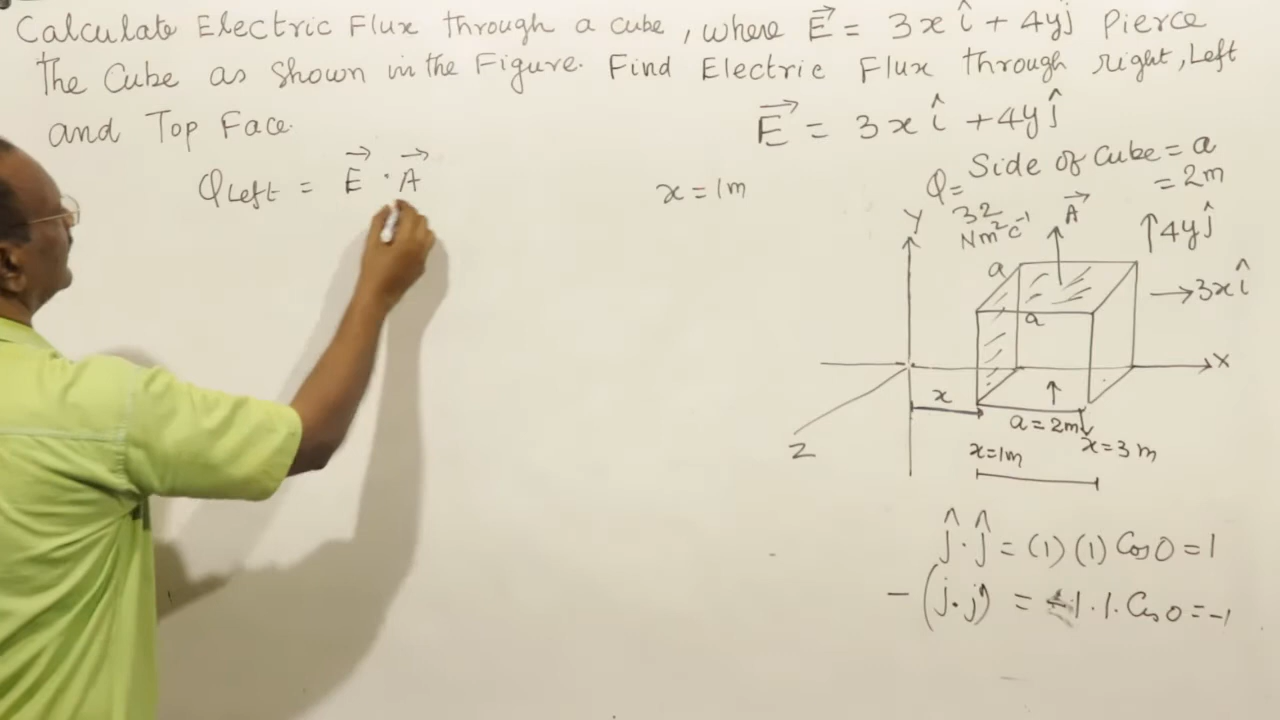 Calculate Electric Flux through a cube, where E⃗ = 3x î + 4yĵ Pierce
The Cube as shown in the Figure. Find Electric Flux through right, Left
and Top Face.
E⃗ = 3x î + 4y ĵ
Side of Cube = a
= 2m
φ =
32
Nm²c⁻¹
φLeft = E⃗ · A⃗
x = 1m
Y
A⃗
↑4yĵ
a
→3x î
a
X
x
a = 2m
Z
x=1m
x = 3m
ĵ · ĵ = (1) (1) Cos 0 = 1
- (j · j) = -1 . 1. Cos 0 = -1